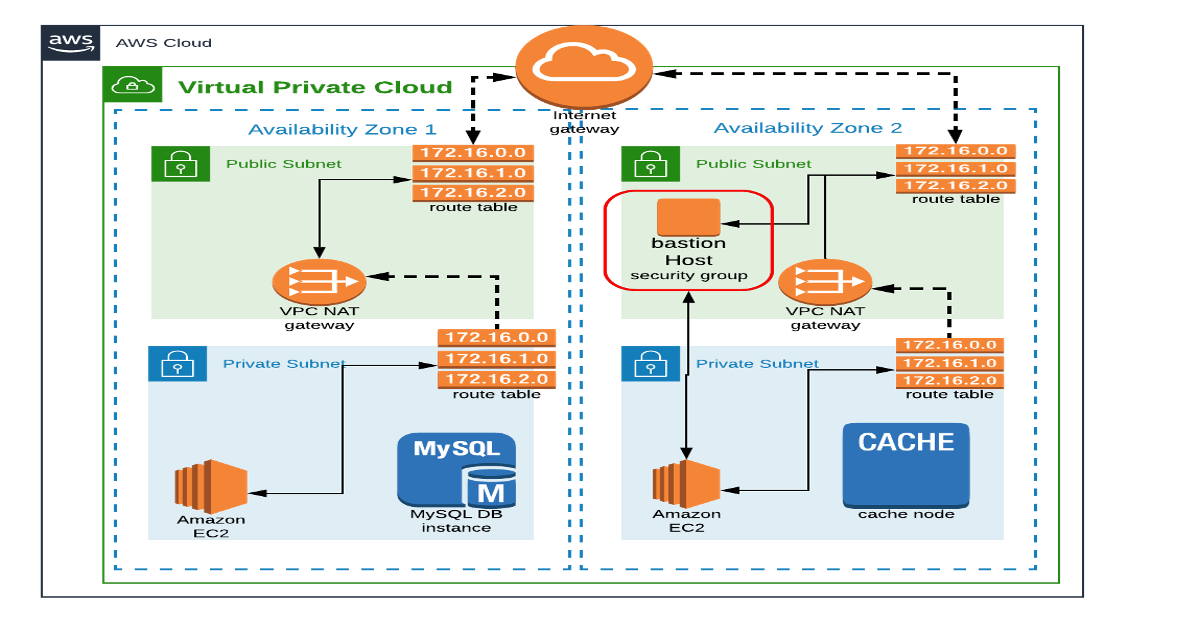 aws
AWS Cloud
Virtual Private Cloud
Internet
gateway
Availability Zone 1
Public Subnet
172.16.0.0
172.16.1.0
172.16.2.0
route table
VPC NAT
gateway
Private Subnet
172.16.0.0
172.16.1.0
172.16.2.0
route table
Amazon
EC2
MySQL
M
MySQL DB
instance
Availability Zone 2
Public Subnet
172.16.0.0
172.16.1.0
172.16.2.0
route table
bastion
Host
security group
VPC NAT
gateway
Private Subnet
172.16.0.0
172.16.1.0
172.16.2.0
route table
Amazon
EC2
CACHE
cache node